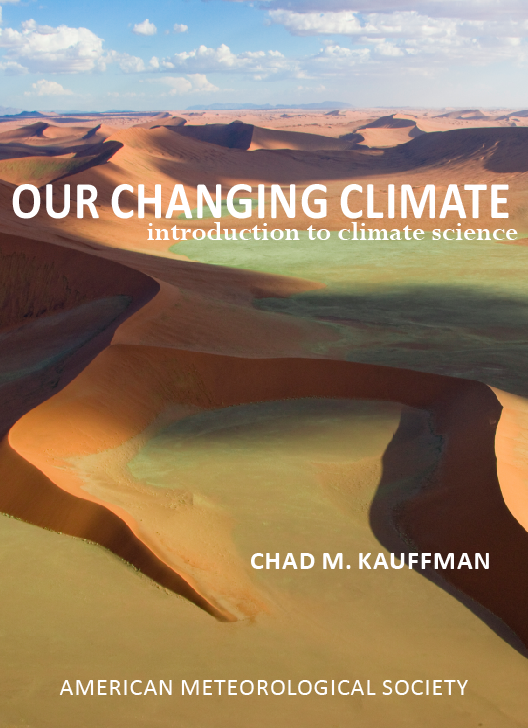 OUR CHANGING CLIMATE
introduction to climate science
CHAD M. KAUFFMAN
AMERICAN METEOROLOGICAL SOCIETY